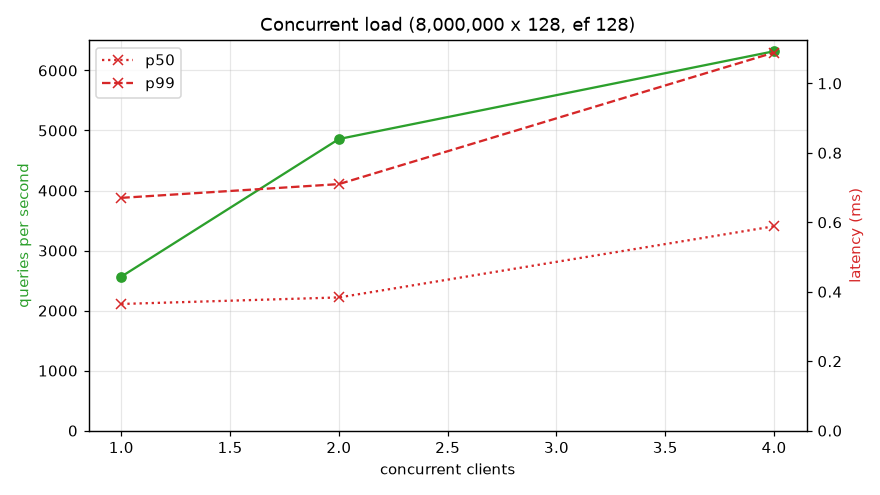 Concurrent load (8,000,000 x 128, ef 128)
p50
p99
queries per second
6000
5000
4000
3000
2000
1000
0
latency (ms)
1.0
0.8
0.6
0.4
0.2
0.0
1.0 1.5 2.0 2.5 3.0 3.5 4.0
concurrent clients